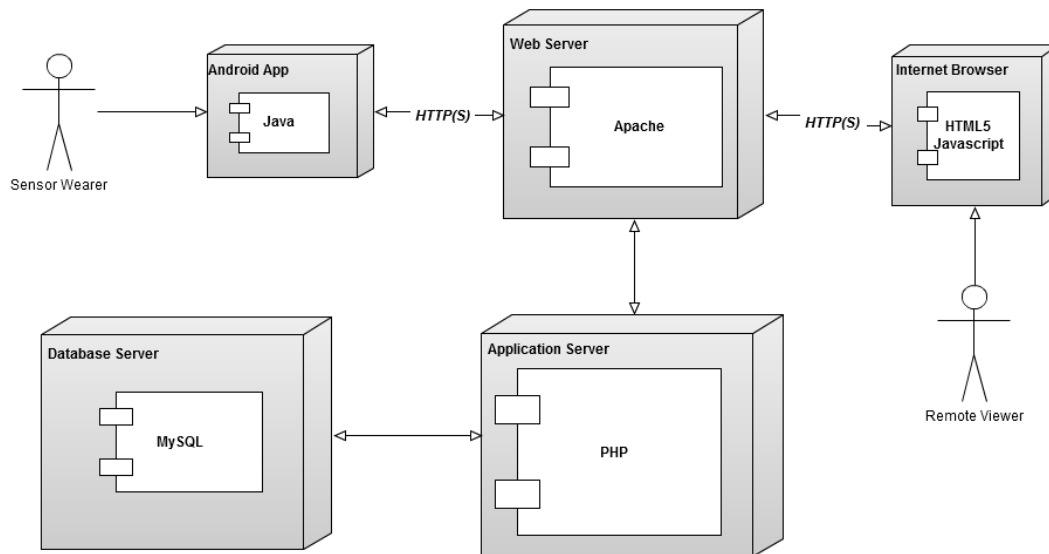 Web Server
Android App
Internet Browser
Java
HTTP(S)
Apache
HTTP(S)
HTML5
Javascript
Sensor Wearer
Database Server
Application Server
MySQL
PHP
Remote Viewer